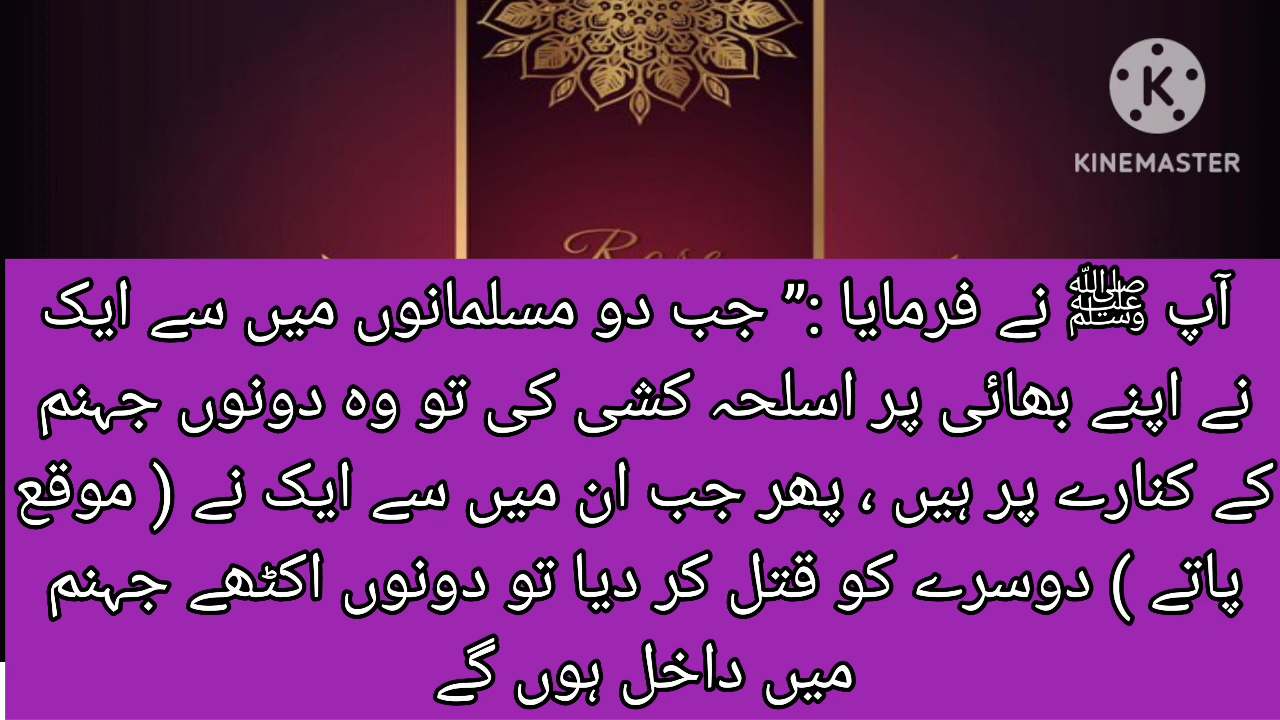 K
KINEMASTER
Rose
آپ ﷺ نے فرمایا :” جب دو مسلمانوں میں سے ایک
نے اپنے بھائی پر اسلحہ کشی کی تو وہ دونوں جہنم
کے کنارے پر ہیں ، پھر جب ان میں سے ایک نے ( موقع
پاتے ) دوسرے کو قتل کر دیا تو دونوں اکٹھے جہنم
میں داخل ہوں گے